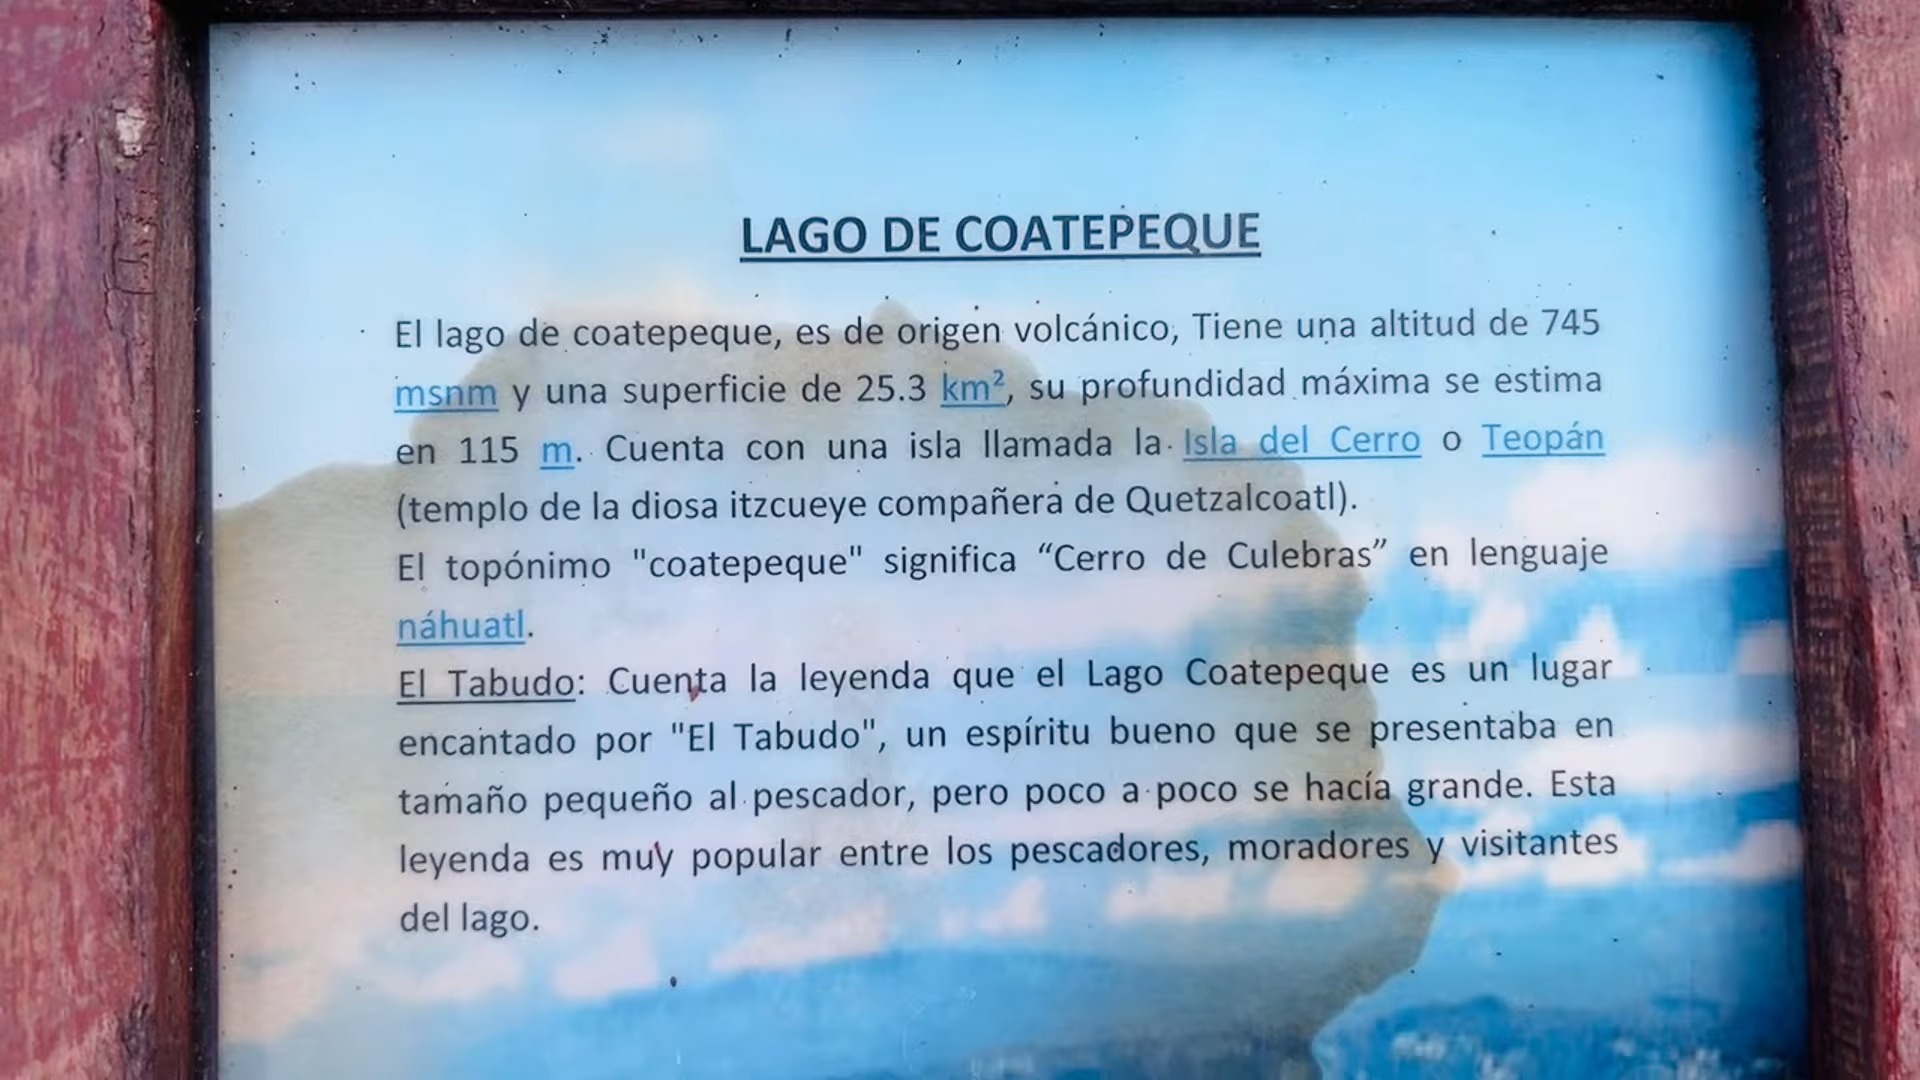 LAGO DE COATEPEQUE
El lago de coatepeque, es de origen volcánico, Tiene una altitud de 745
msnm y una superficie de 25.3 km², su profundidad máxima se estima
en 115 m. Cuenta con una isla llamada la Isla del Cerro o Teopán
(templo de la diosa itzcueye compañera de Quetzalcoatl).
El topónimo "coatepeque" significa “Cerro de Culebras” en lenguaje
náhuatl.
El Tabudo: Cuenta la leyenda que el Lago Coatepeque es un lugar
encantado por "El Tabudo", un espíritu bueno que se presentaba en
tamaño pequeño al pescador, pero poco a poco se hacía grande. Esta
leyenda es muy popular entre los pescadores, moradores y visitantes
del lago.